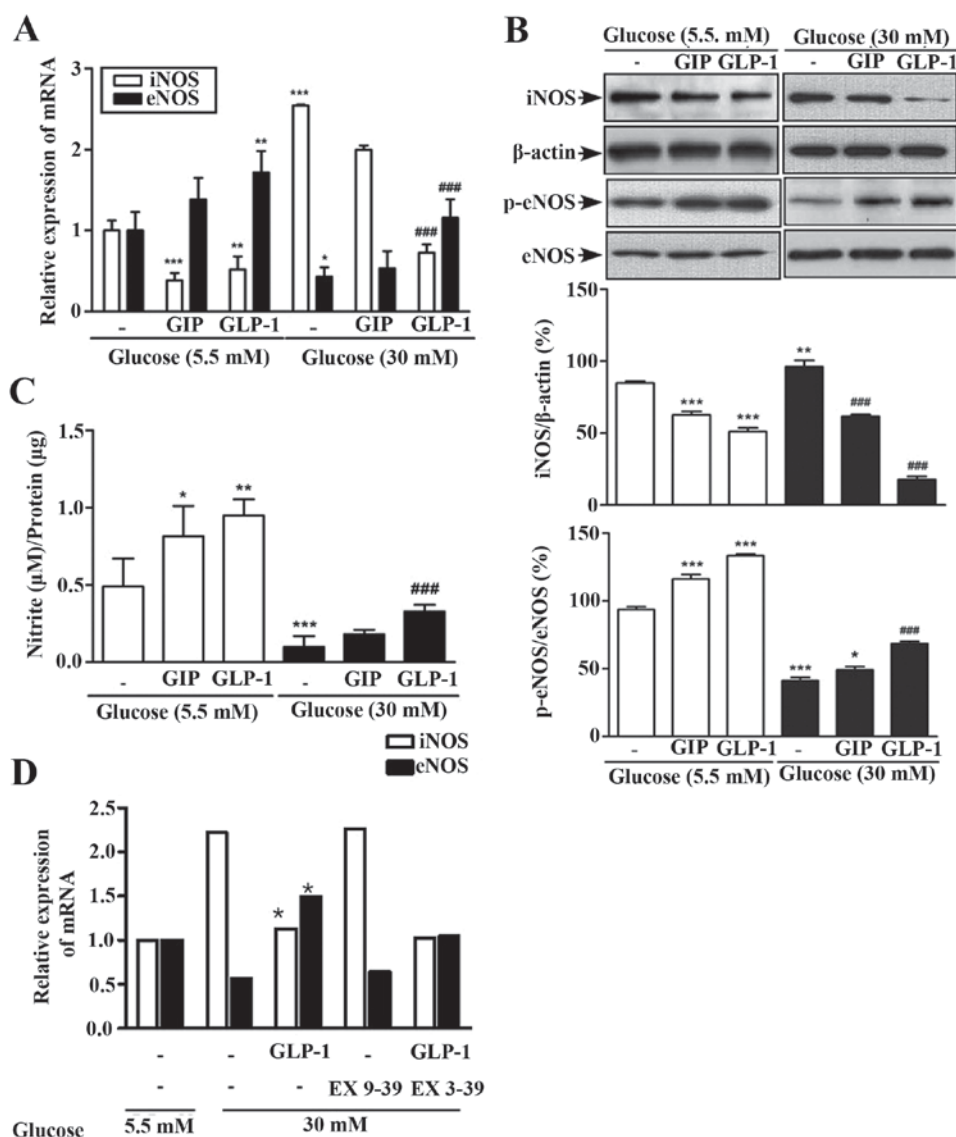 A
iNOS
eNOS
Relative expression of mRNA
3
2
1
0
***
**
***
**
*
###
###
- GIP GLP-1 - GIP GLP-1
Glucose (5.5 mM) Glucose (30 mM)
B
Glucose (5.5. mM) Glucose (30 mM)
- GIP GLP-1 - GIP GLP-1
iNOS
β-actin
p-eNOS
eNOS
iNOS/β-actin (%)
150
100
50
0
***
***
**
###
###
p-eNOS/eNOS (%)
150
100
50
0
***
***
***
*
###
- GIP GLP-1 - GIP GLP-1
Glucose (5.5 mM) Glucose (30 mM)
C
Nitrite (µM)/Protein (µg)
1.5
1.0
0.5
0.0
*
**
***
###
- GIP GLP-1 - GIP GLP-1
Glucose (5.5 mM) Glucose (30 mM)
iNOS
eNOS
D
Relative expression
of mRNA
2.5
2.0
1.5
1.0
0.5
0.0
*
*
- - GLP-1 - GLP-1
- - - EX 9-39 EX 3-39
Glucose 5.5 mM 30 mM